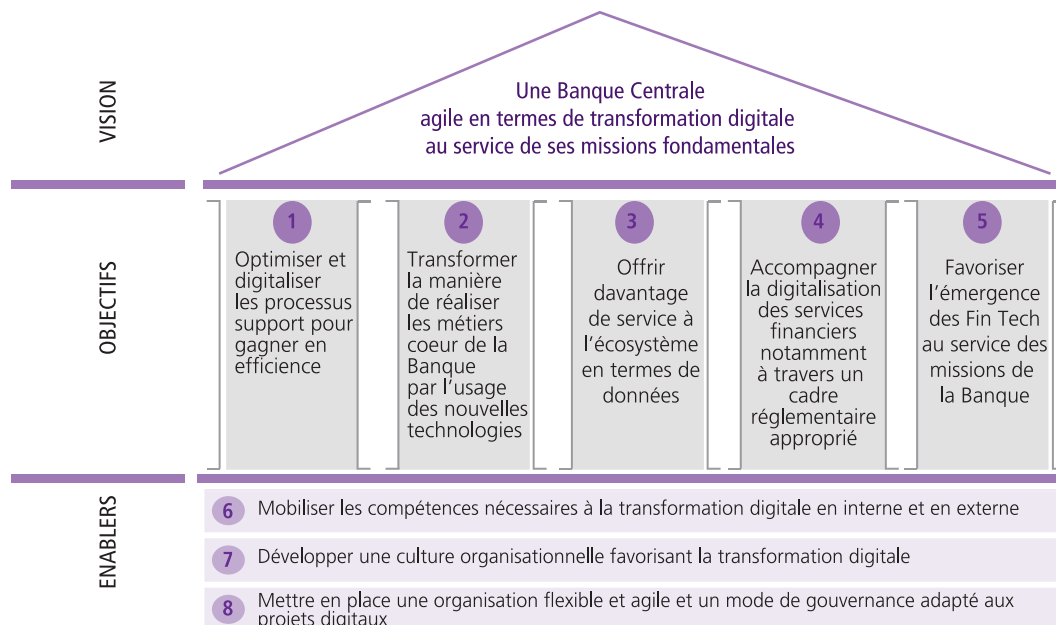 VISION
Une Banque Centrale
agile en termes de transformation digitale
au service de ses missions fondamentales
OBJECTIFS
1
Optimiser et
digitaliser
les processus
support pour
gagner en
efficience
2
Transformer
la manière
de réaliser
les métiers
coeur de la
Banque
par l'usage
des nouvelles
technologies
3
Offrir
davantage
de service à
l'écosystème
en termes de
données
4
Accompagner
la digitalisation
des services
financiers
notamment
à travers un
cadre
réglementaire
approprié
5
Favoriser
l'émergence
des Fin Tech
au service des
missions de
la Banque
ENABLERS
6 Mobiliser les compétences nécessaires à la transformation digitale en interne et en externe
7 Développer une culture organisationnelle favorisant la transformation digitale
8 Mettre en place une organisation flexible et agile et un mode de gouvernance adapté aux
projets digitaux